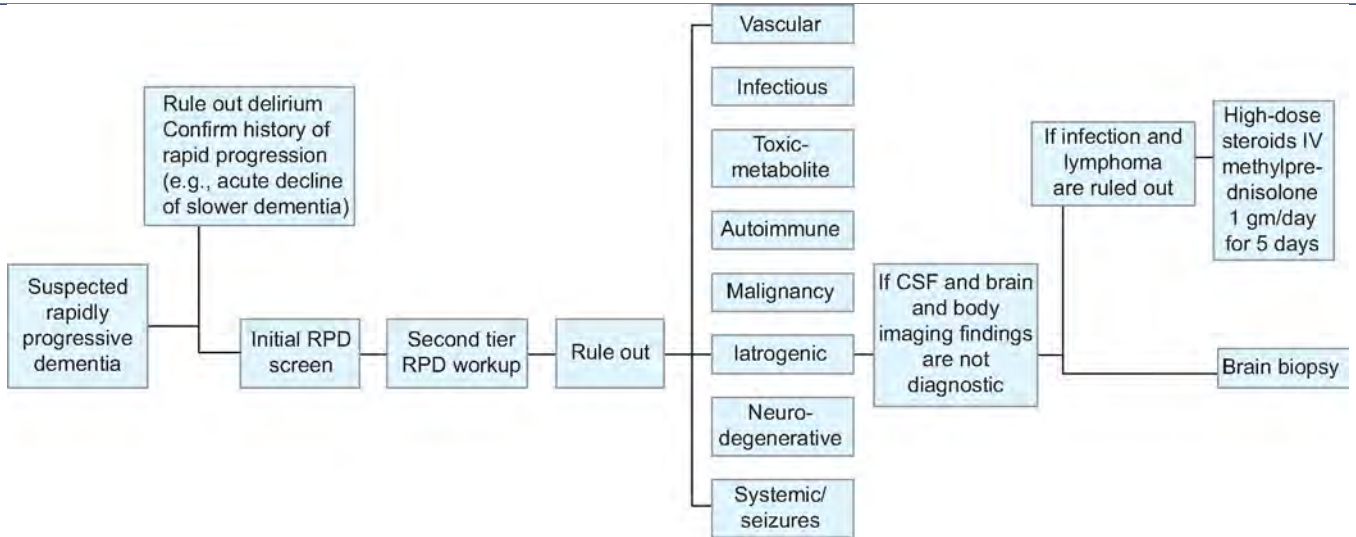 Suspected
rapidly
progressive
dementia
Rule out delirium
Confirm history of
rapid progression
(e.g., acute decline
of slower dementia)
Initial RPD
screen
Second tier
RPD workup
Rule out
Vascular
Infectious
Toxic-
metabolite
Autoimmune
Malignancy
Iatrogenic
Neuro-
degenerative
Systemic/
seizures
If CSF and brain
and body
imaging findings
are not
diagnostic
If infection and
lymphoma
are ruled out
High-dose
steroids IV
methylpre-
dnisolone
1 gm/day
for 5 days
Brain biopsy